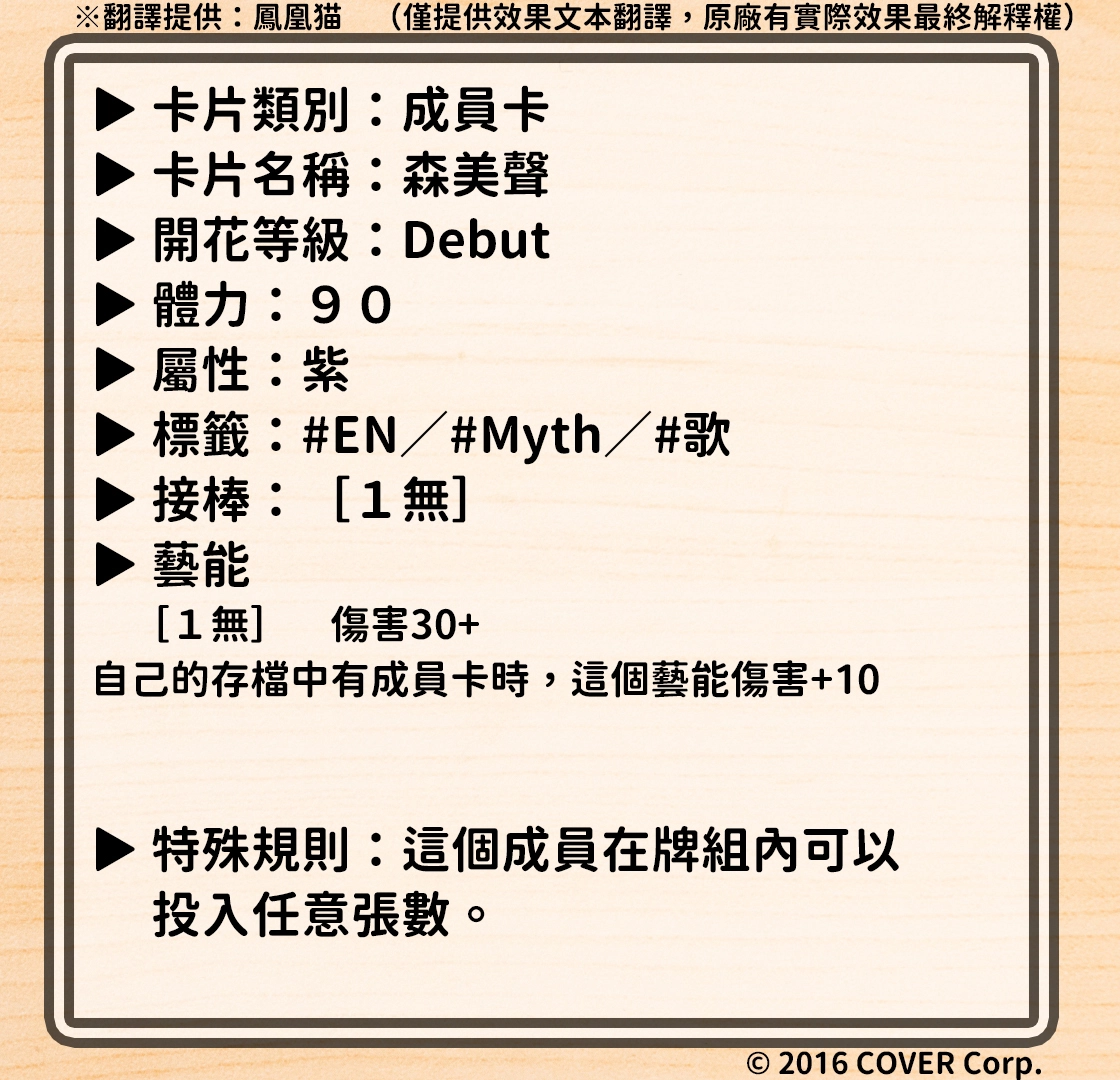 ※翻譯提供：鳳凰猫　（僅提供效果文本翻譯，原廠有實際效果最終解釋權）
▶ 卡片類別：成員卡
▶ 卡片名稱：森美聲
▶ 開花等級：Debut
▶ 體力：９０
▶ 屬性：紫
▶ 標籤：#EN／#Myth／#歌
▶ 接棒：［１無］
▶ 藝能
［１無］　傷害30+
自己的存檔中有成員卡時，這個藝能傷害+10
▶ 特殊規則：這個成員在牌組內可以
投入任意張數。
© 2016 COVER Corp.